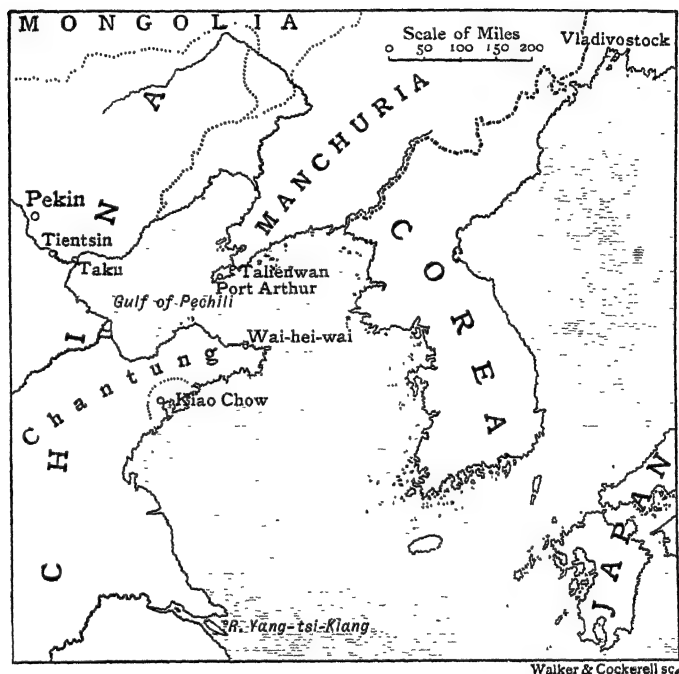 MONGOLIA
Scale of Miles
0 50 100 150 200
Vladivostock
MANCHURIA
Pekin
Tientsin
Taku
Talienwan
Port Arthur
Gulf of Pechili
COREA
Wai-hei-wai
Chantung
Kiao Chow
CHINA
JAPAN
R. Yang-tsi-Kiang
Walker & Cockerell sc.